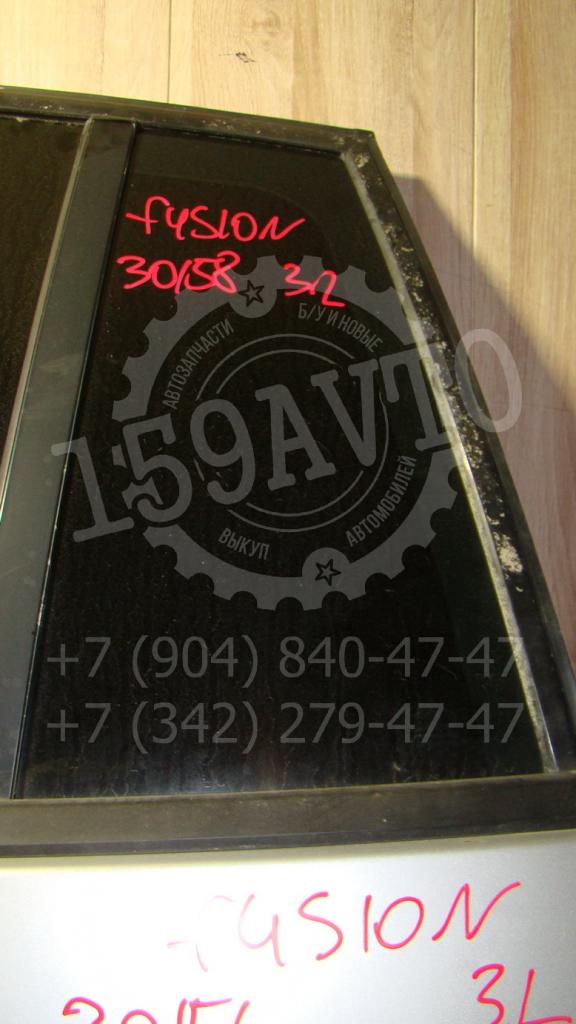 fusion
30158 3л
АВТОЗАПЧАСТИ
Б/У И НОВЫЕ
159AVTO
ВЫКУП
АВТОМОБИЛЕЙ
+7 (904) 840-47-47
+7 (342) 279-47-47
fusion
3L